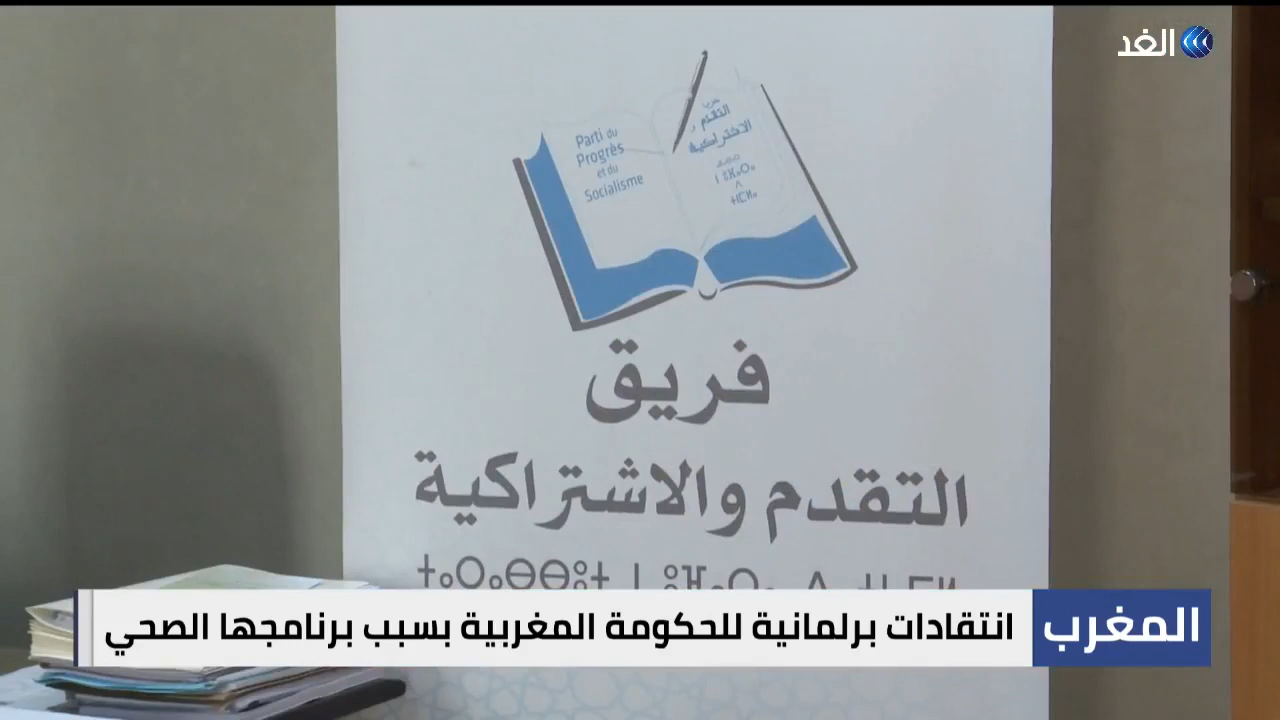 الغد
Parti du
Progrès
et du
Socialisme
حزب
التقدم و
الاشتراكية
فريق
التقدم والاشتراكية
المغرب
انتقادات برلمانية للحكومة المغربية بسبب برنامجها الصحي